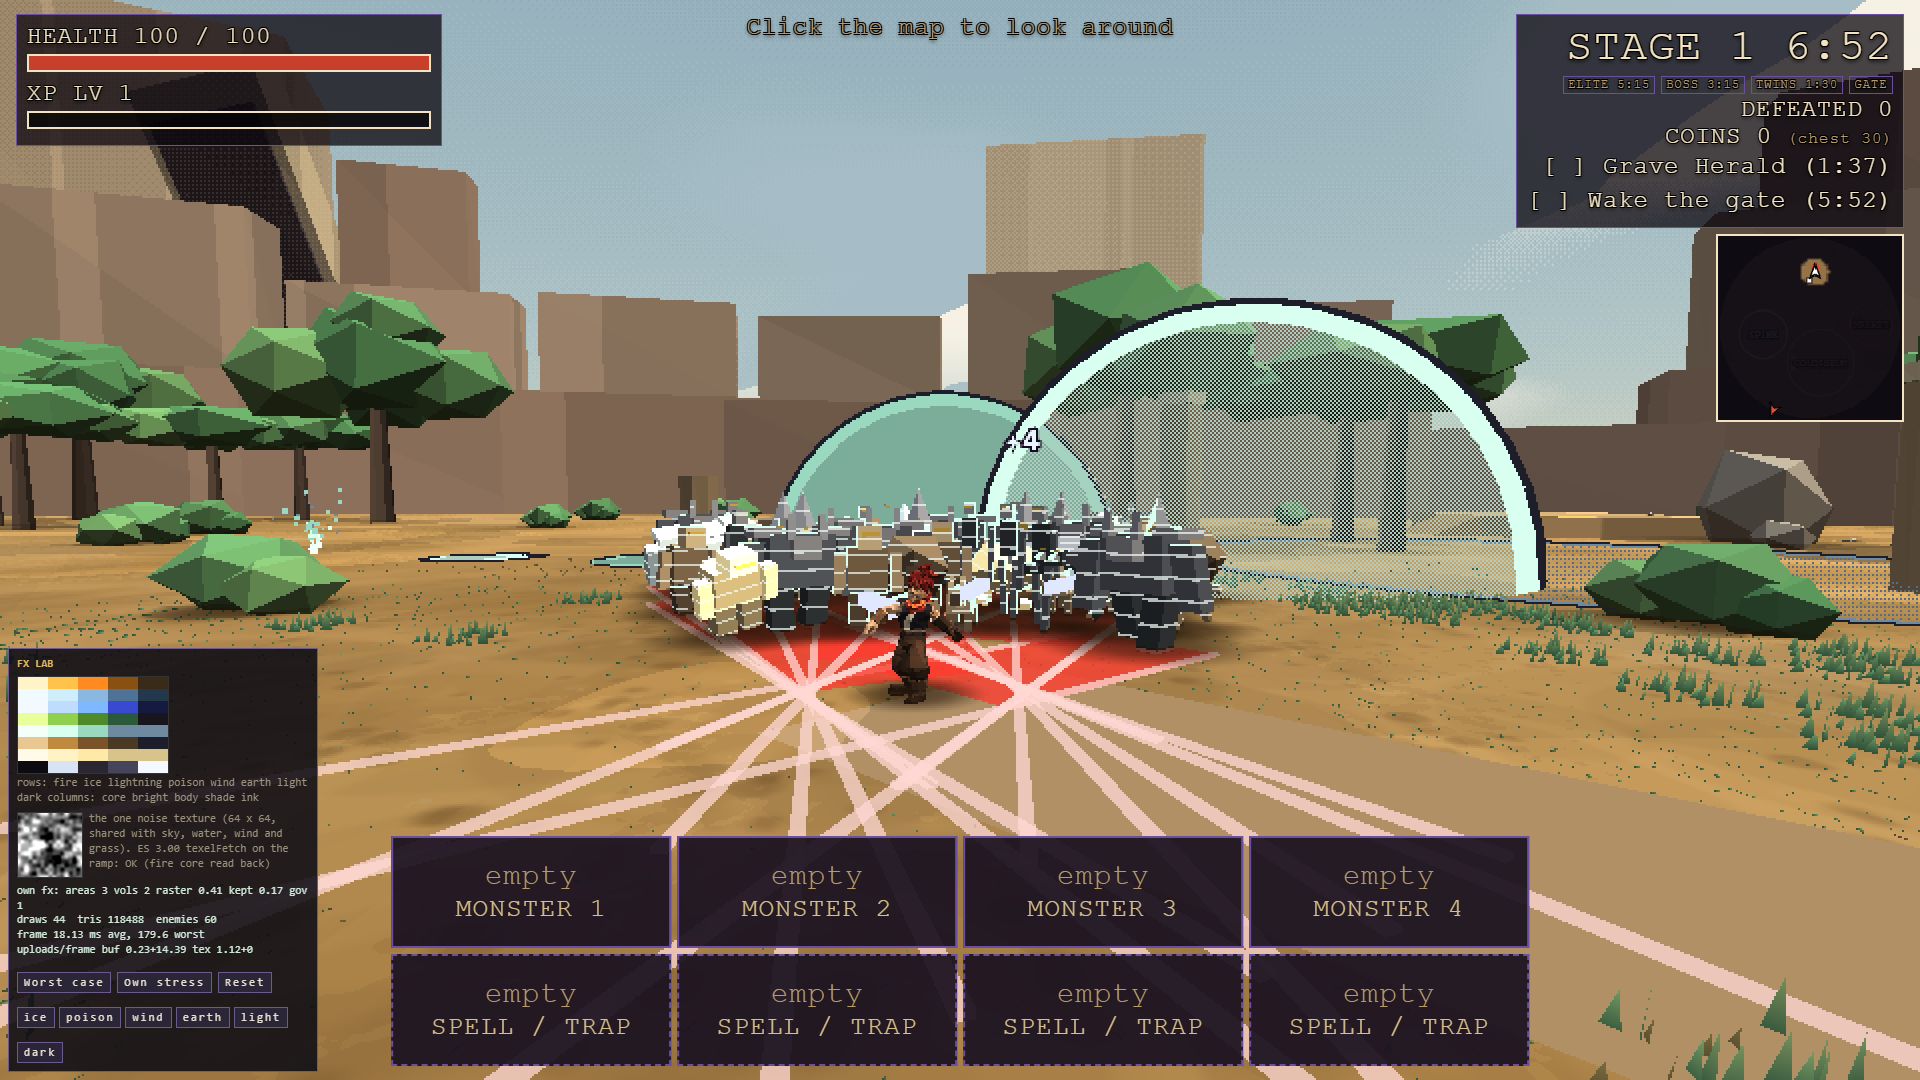 HEALTH 100 / 100
XP LV 1
Click the map to look around
STAGE 1 6:52
ELITE 5:15 BOSS 3:15 TWINS 1:30 GATE
DEFEATED 0
COINS 0 (chest 30)
[ ] Grave Herald (1:37)
[ ] Wake the gate (5:52)
+4
FX LAB
rows: fire ice lightning poison wind earth light
dark columns: core bright body shade ink
the one noise texture (64 x 64,
shared with sky, water, wind and
grass). ES 3.00 texelFetch on the
ramp: OK (fire core read back)
own fx: areas 3 vols 2 raster 0.41 kept 0.17 gov
1
draws 44 tris 118488 enemies 60
frame 18.13 ms avg, 179.6 worst
uploads/frame buf 0.23+14.39 tex 1.12+0
Worst case Own stress Reset
ice poison wind earth light
dark
empty
MONSTER 1
empty
MONSTER 2
empty
MONSTER 3
empty
MONSTER 4
empty
SPELL / TRAP
empty
SPELL / TRAP
empty
SPELL / TRAP
empty
SPELL / TRAP